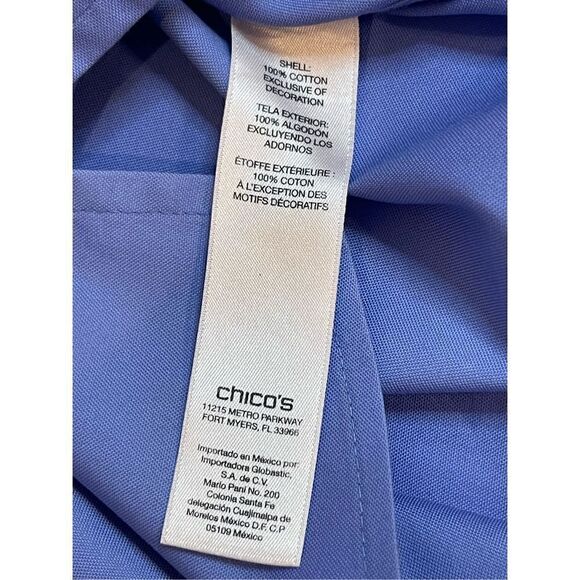 SHELL:
100% COTTON
EXCLUSIVE OF
DECORATION
TELA EXTERIOR:
100% ALGODÓN
EXCLUYENDO LOS
ADORNOS
ÉTOFFE EXTÉRIEURE :
100% COTON
À L'EXCEPTION DES
MOTIFS DÉCORATIFS
chico's
11215 METRO PARKWAY
FORT MYERS, FL 33966
Importado en México por:
Importadora Globastic,
S.A. de C.V.
Mario Pani No. 200
Colonia Santa Fe
delegación Cuajimalpa de
Morelos México D.F. C.P
05109 México